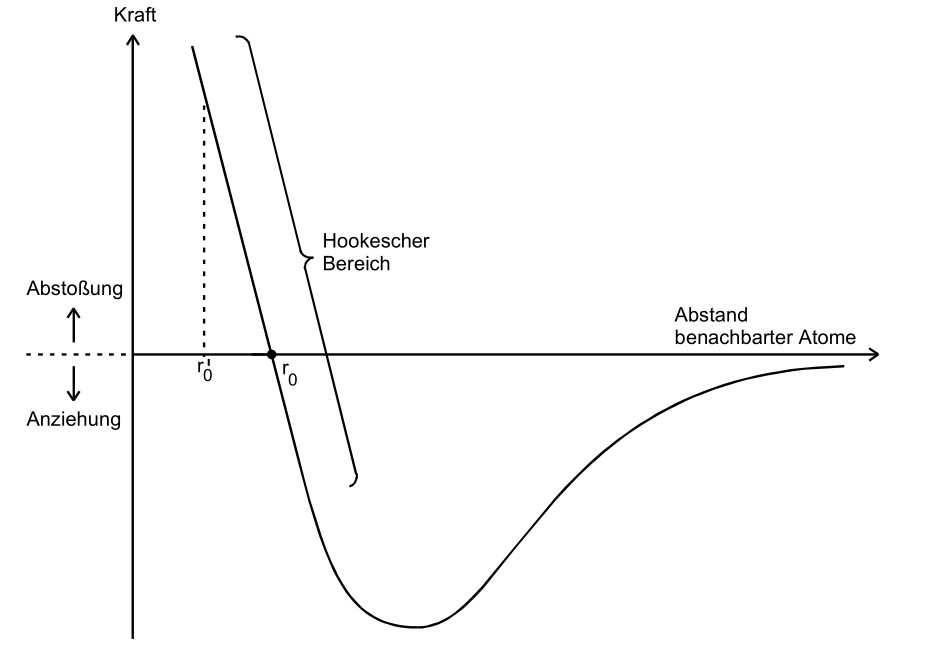 Kraft
Hookescher
Bereich
Abstoßung
Abstand
benachbarter Atome
r0'
r0
Anziehung